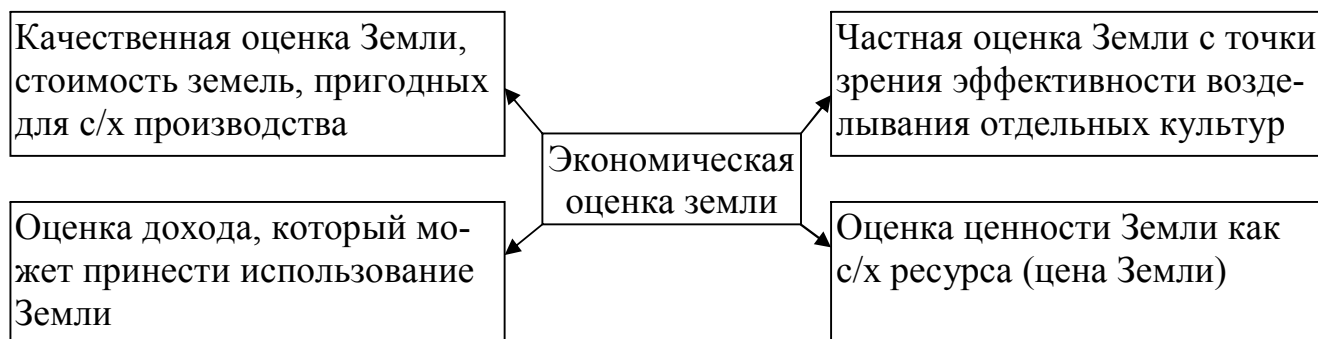 Качественная оценка Земли,
стоимость земель, пригодных
для с/х производства
Частная оценка Земли с точки
зрения эффективности возде-
лывания отдельных культур
Экономическая
оценка земли
Оценка дохода, который мо-
жет принести использование
Земли
Оценка ценности Земли как
с/х ресурса (цена Земли)